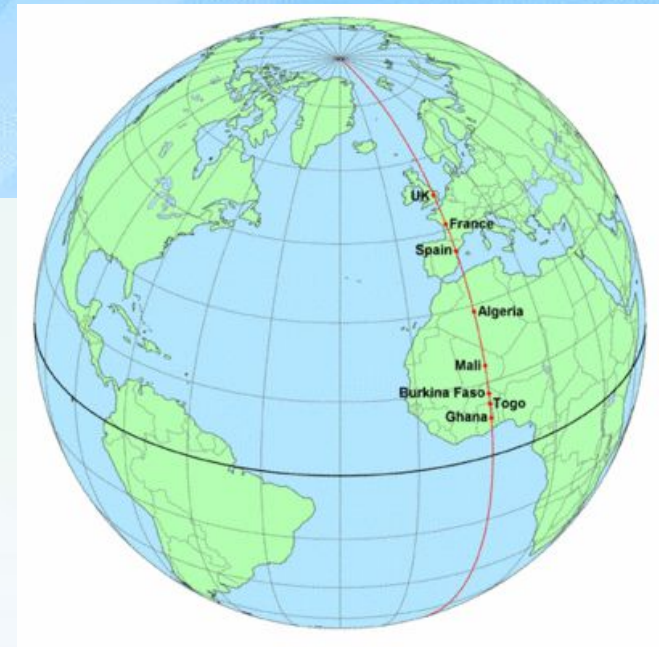 UK
France
Spain
Algeria
Mali
Burkina Faso
Togo
Ghana